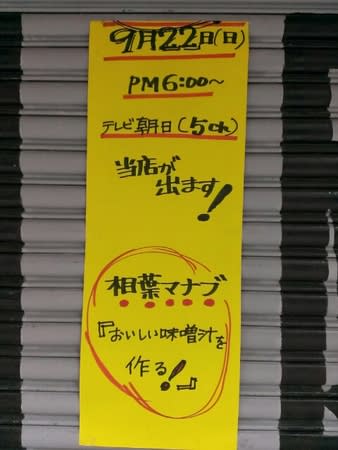 9月22日(日)
PM6:00〜
テレビ朝日(5ch)
当店が
出ます!
相葉マナブ
『おいしい味噌汁を
作る!』